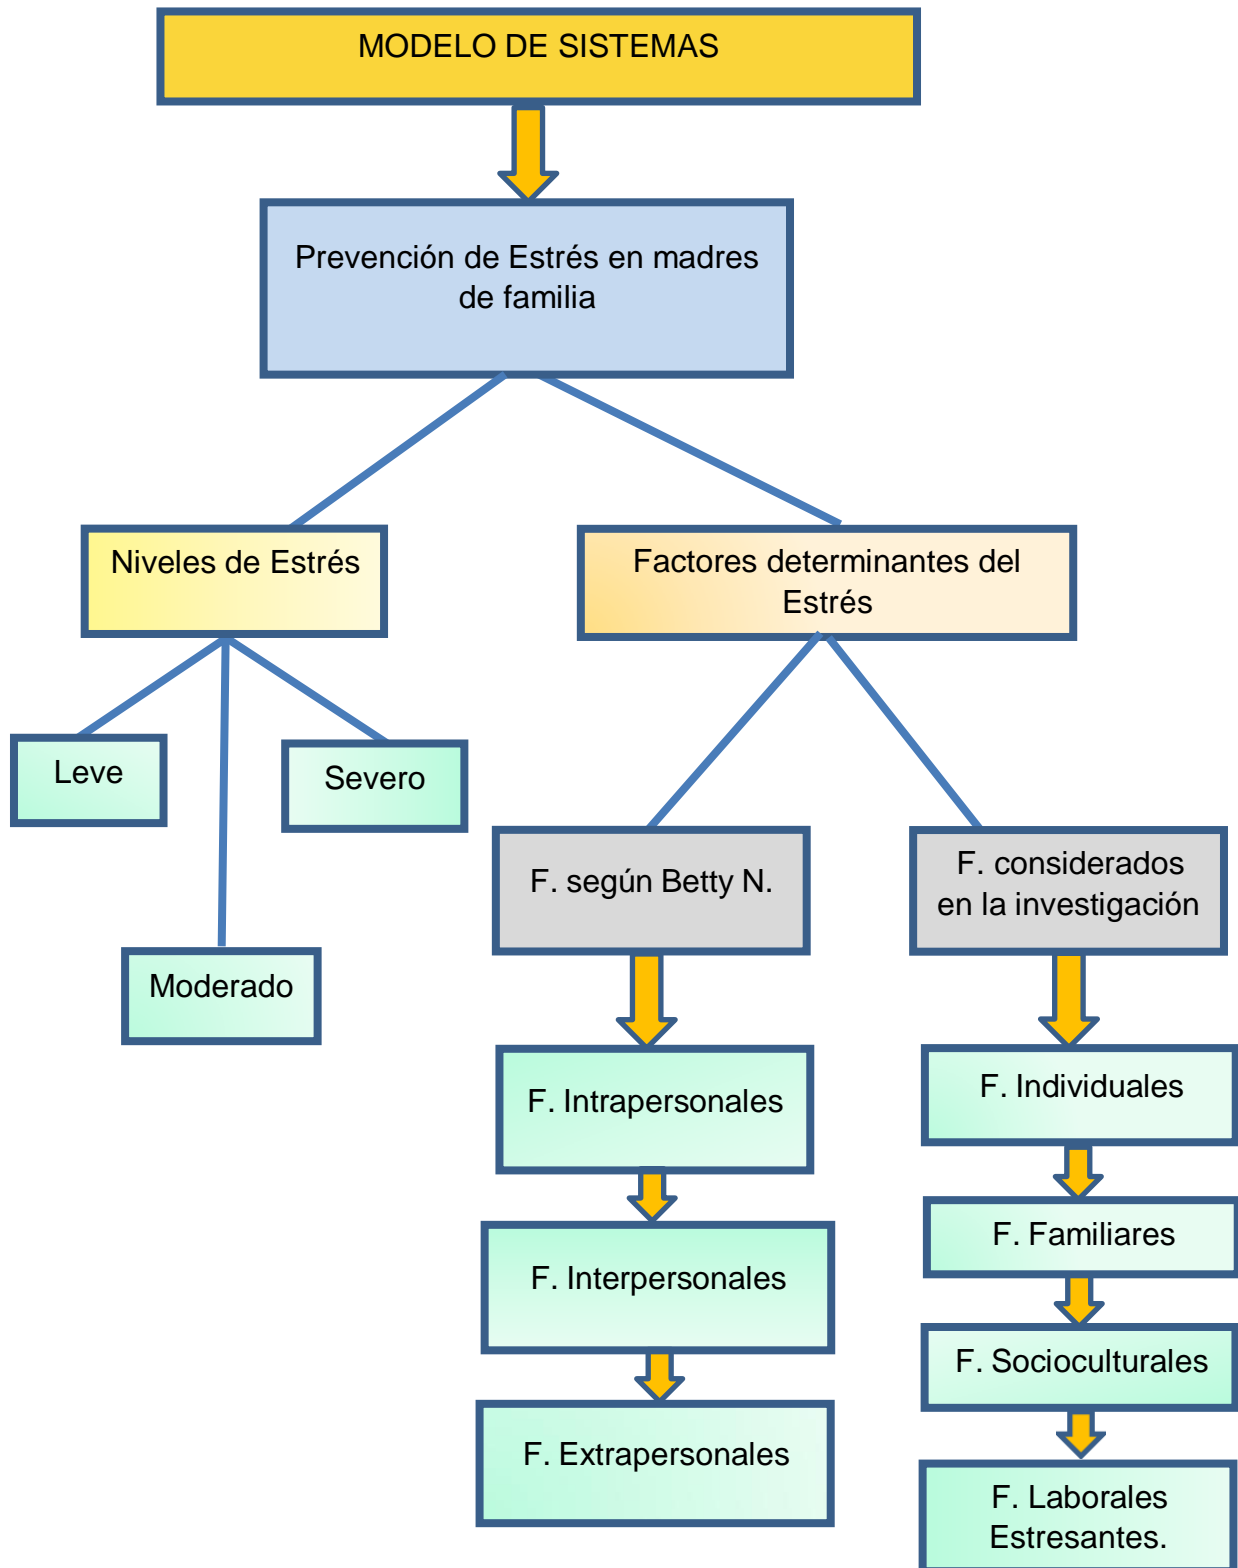 MODELO DE SISTEMAS
Prevención de Estrés en madres
de familia
Niveles de Estrés
Factores determinantes del
Estrés
Leve
Severo
Moderado
F. según Betty N.
F. considerados
en la investigación
F. Intrapersonales
F. Interpersonales
F. Extrapersonales
F. Individuales
F. Familiares
F. Socioculturales
F. Laborales
Estresantes.